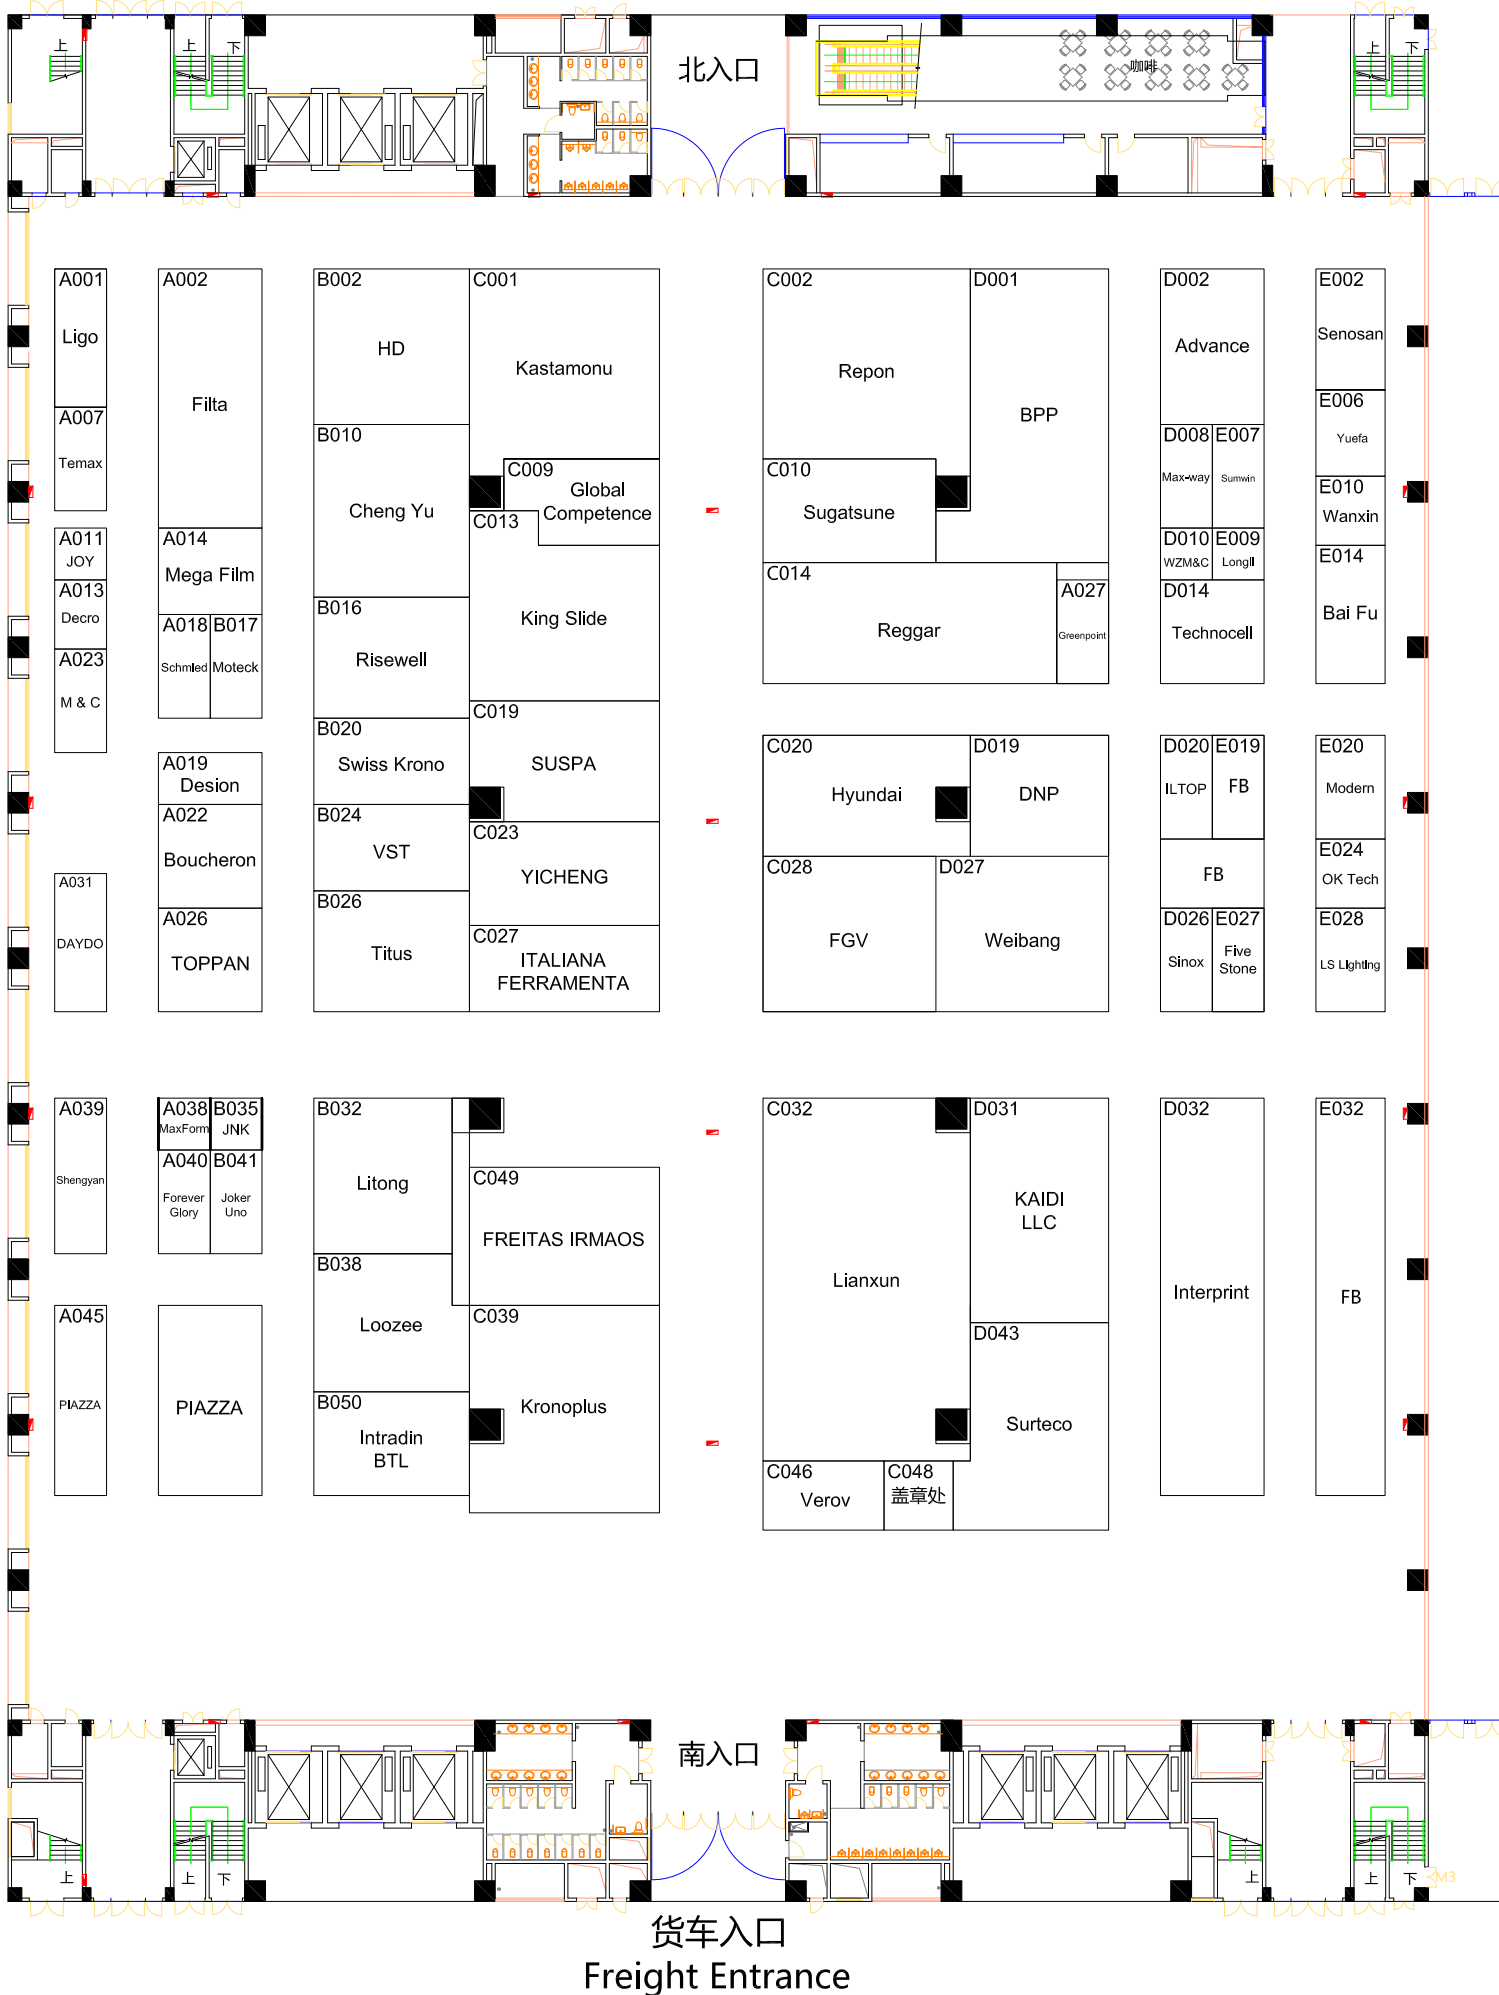 上
上
下
北入口
咖啡
上
下
A001
Ligo
A007
Temax
A011
JOY
A013
Decro
A023
M & C
A031
DAYDO
A039
Shengyan
A045
PIAZZA
A002
Filta
A014
Mega Film
A018
Schmied
B017
Moteck
A019
Desion
A022
Boucheron
A026
TOPPAN
A038
MaxForm
B035
JNK
A040
Forever
Glory
B041
Joker
Uno
PIAZZA
B002
HD
B010
Cheng Yu
B016
Risewell
B020
Swiss Krono
B024
VST
B026
Titus
B032
Litong
B038
Loozee
B050
Intradin
BTL
C001
Kastamonu
C009
Global
Competence
C013
King Slide
C019
SUSPA
C023
YICHENG
C027
ITALIANA
FERRAMENTA
C049
FREITAS IRMAOS
C039
Kronoplus
C002
Repon
D001
BPP
C010
Sugatsune
C014
Reggar
A027
Greenpoint
C020
Hyundai
D019
DNP
C028
FGV
D027
Weibang
C032
Lianxun
D031
KAIDI
LLC
D043
Surteco
C046
Verov
C048
盖章处
D002
Advance
D008
Max-way
E007
Sumwin
D010
WZM&C
E009
Longli
D014
Technocell
D020
ILTOP
E019
FB
FB
D026
Sinox
E027
Five
Stone
D032
Interprint
E002
Senosan
E006
Yuefa
E010
Wanxin
E014
Bai Fu
E020
Modern
E024
OK Tech
E028
LS Lighting
E032
FB
南入口
上
上
下
上
上
下
M3
货车入口
Freight Entrance